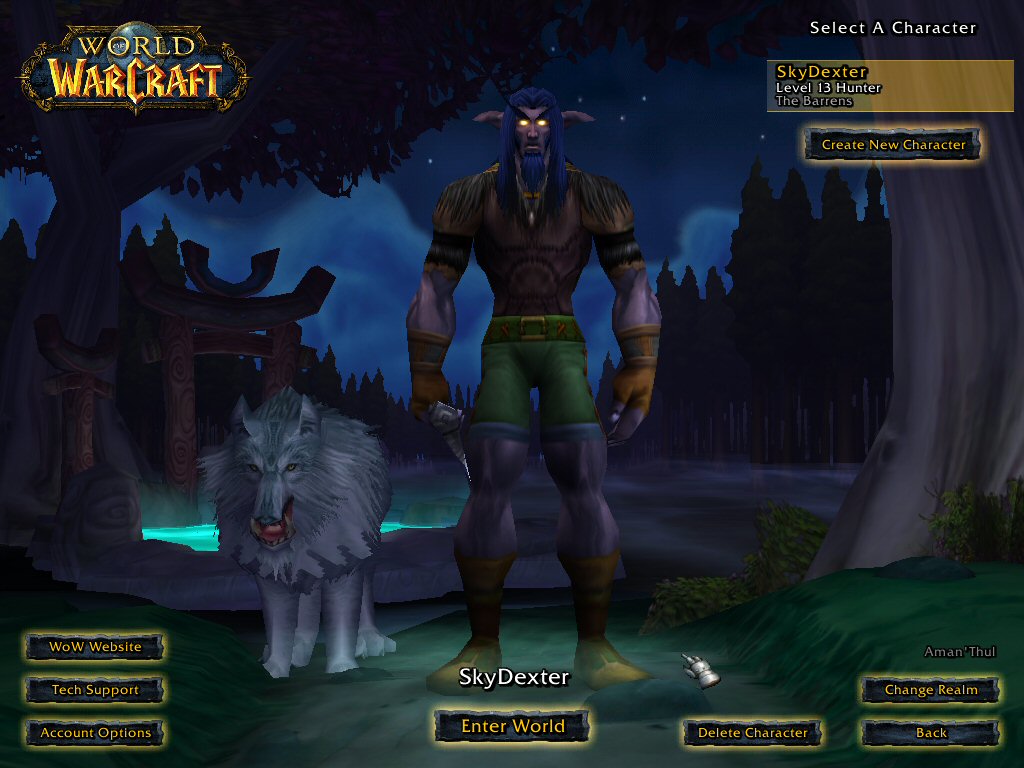 WORLD OF
WARCRAFT
Select A Character
SkyDexter
Level 13 Hunter
The Barrens
Create New Character
WoW Website
Tech Support
Account Options
SkyDexter
Enter World
Aman'Thul
Change Realm
Delete Character
Back